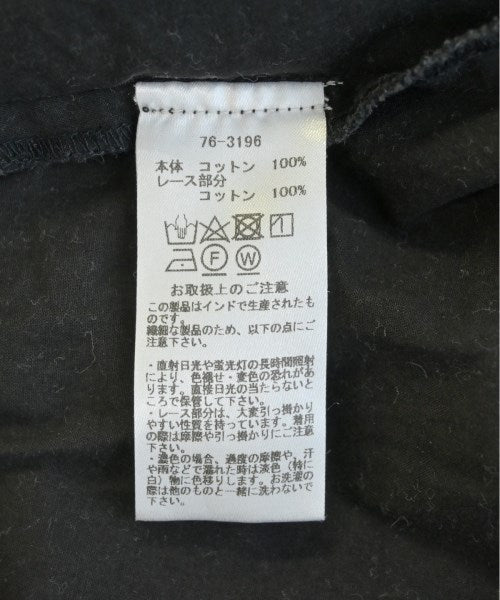 76-3196
本体 コットン 100%
レース部分
コットン 100%
F W
お取扱上のご注意
この製品はインドで生産されたも
のです。
繊細な製品のため、以下の点にご
注意下さい。
・直射日光や蛍光灯の長時間照射
により、色褪せ・変色の恐れがあ
ります。直接日光の当たらないと
ころで保管して下さい。
・レース部分は、大変引っ掛かり
やすい性質を持っています。着用
の際は摩擦や引っ掛かりにご注意
下さい。
・濃色の場合、過度の摩擦や、汗
や雨などで濡れた時は淡色（特に
白）物に色移りします。お洗濯の
際は他のものと一緒に洗わないで
下さい。